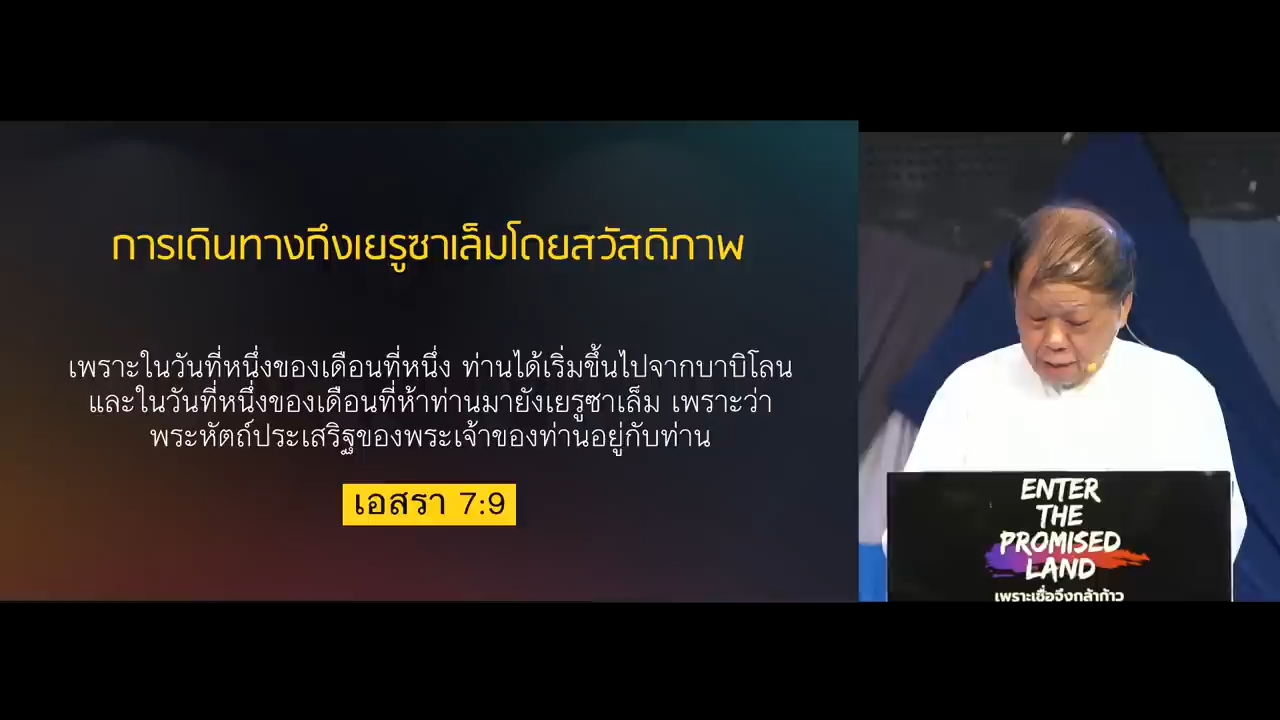 การเดินทางถึงเยรูซาเล็มโดยสวัสดิภาพ
เพราะในวันที่หนึ่งของเดือนที่หนึ่ง ท่านได้เริ่มขึ้นไปจากบาบิโลน
และในวันที่หนึ่งของเดือนที่ห้าท่านมายังเยรูซาเล็ม เพราะว่า
พระหัตถ์ประเสริฐของพระเจ้าของท่านอยู่กับท่าน
เอสรา 7:9
ENTER
THE
PROMISED
LAND
เพราะเชื่อจึงกล้าก้าว